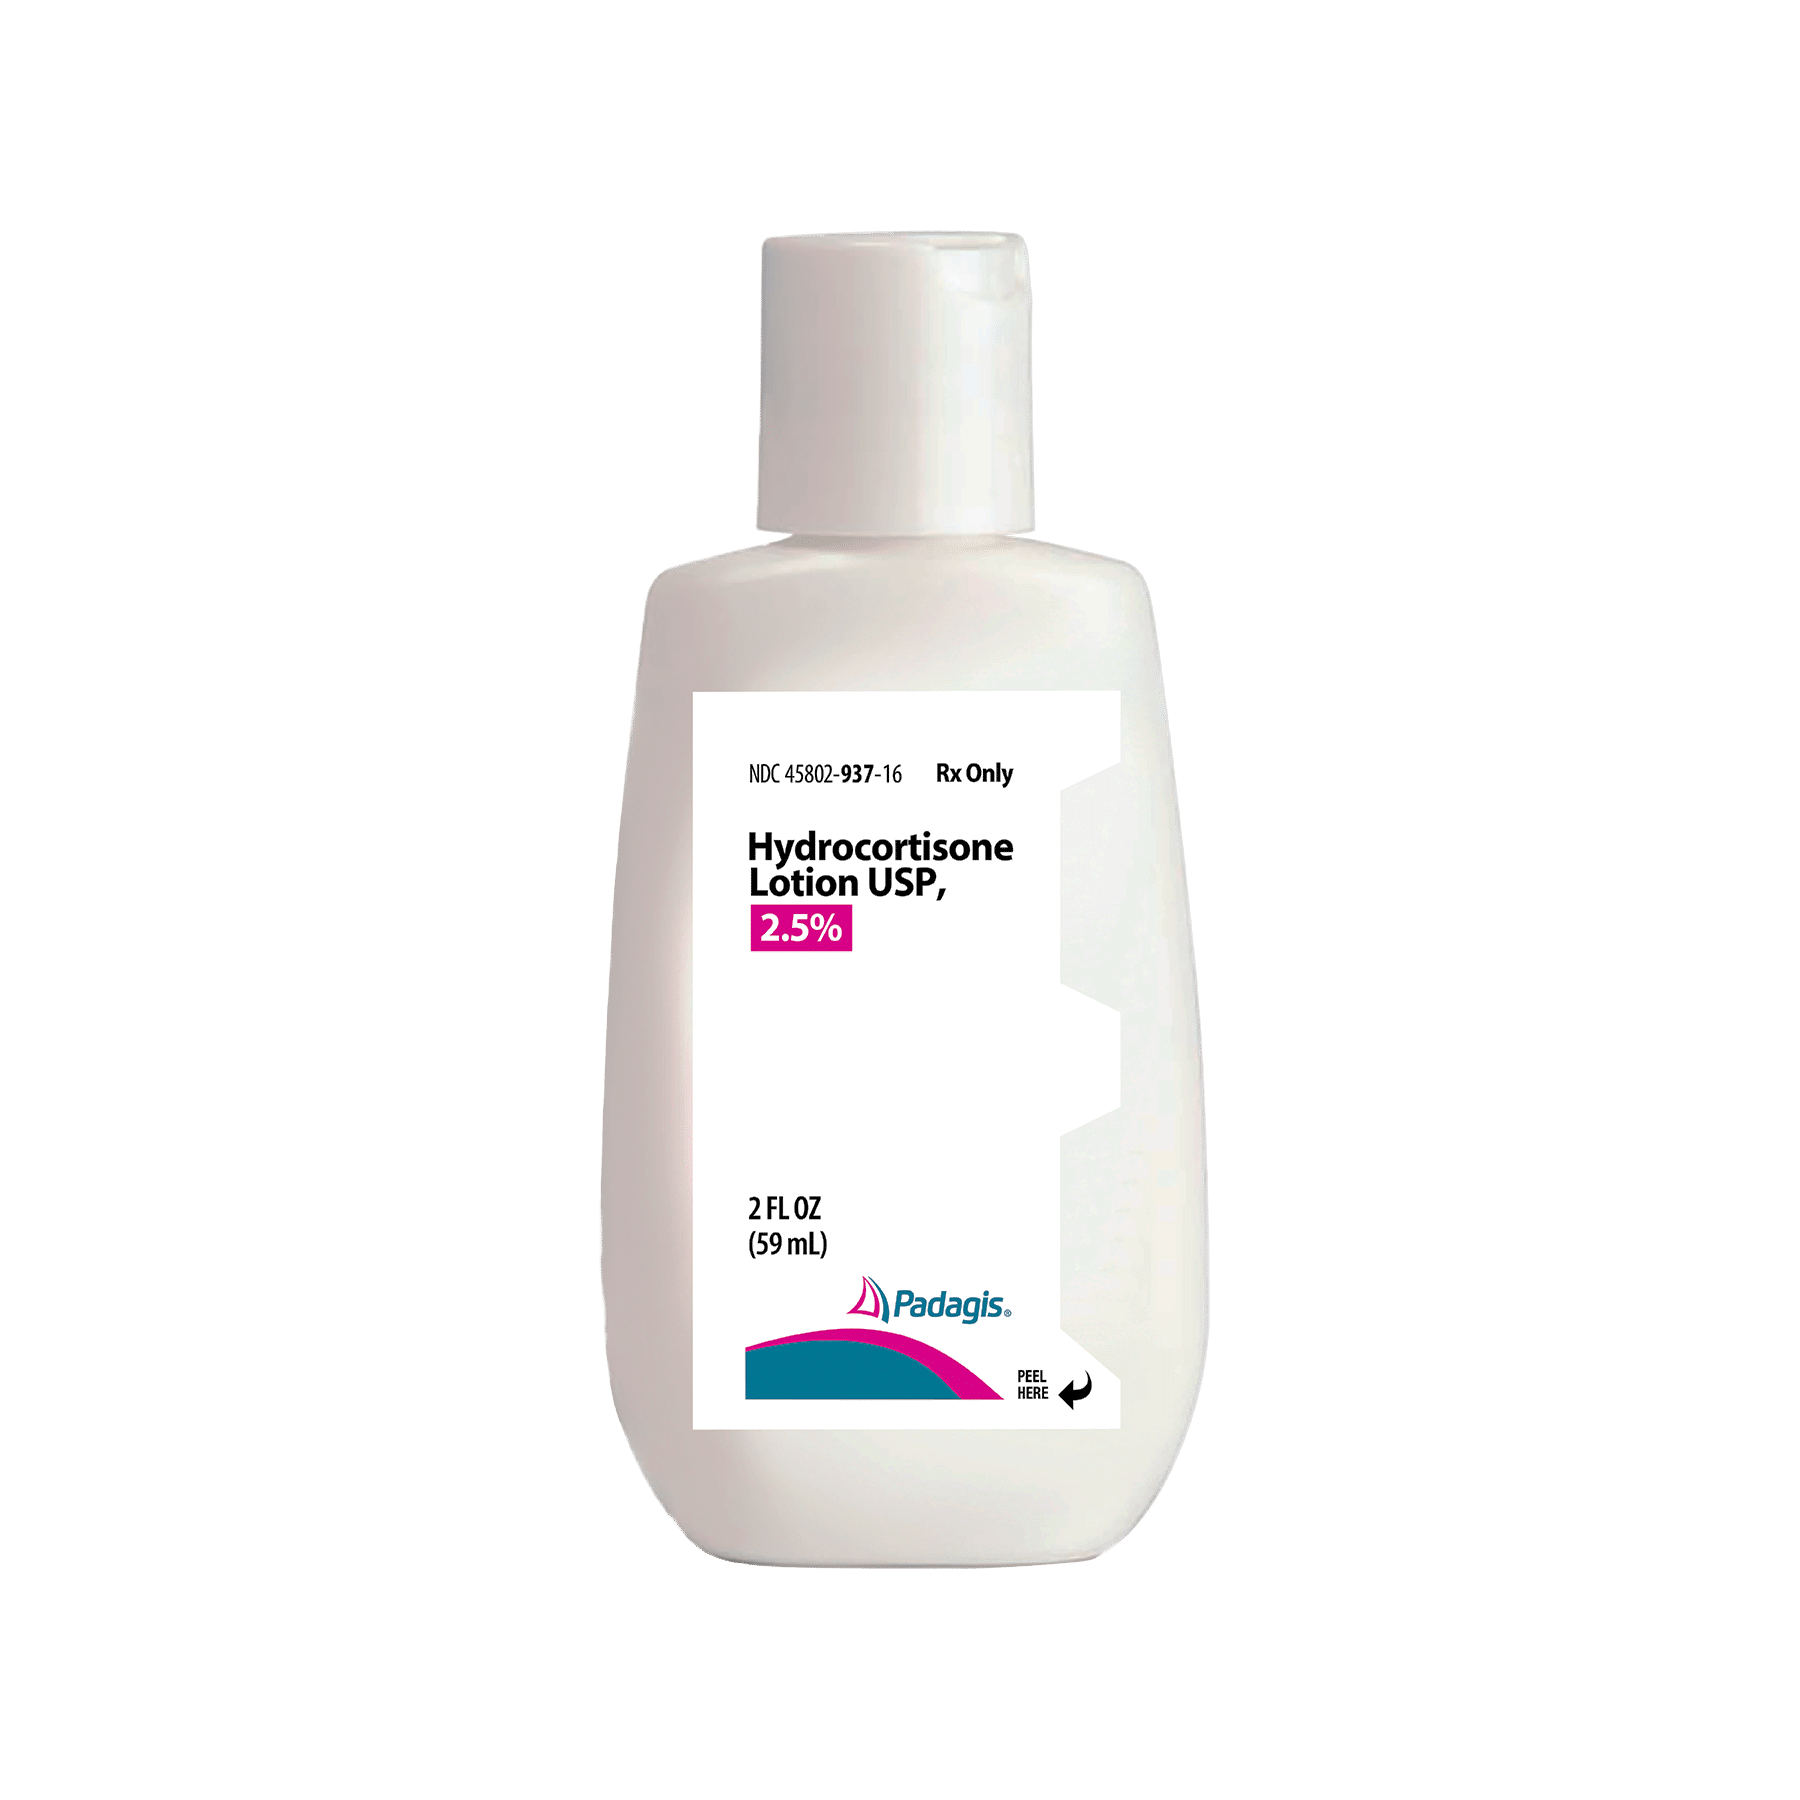 NDC 45802-937-16 Rx Only
Hydrocortisone
Lotion USP,
2.5%
2 FL OZ
(59 mL)
Padagis®
PEEL
HERE